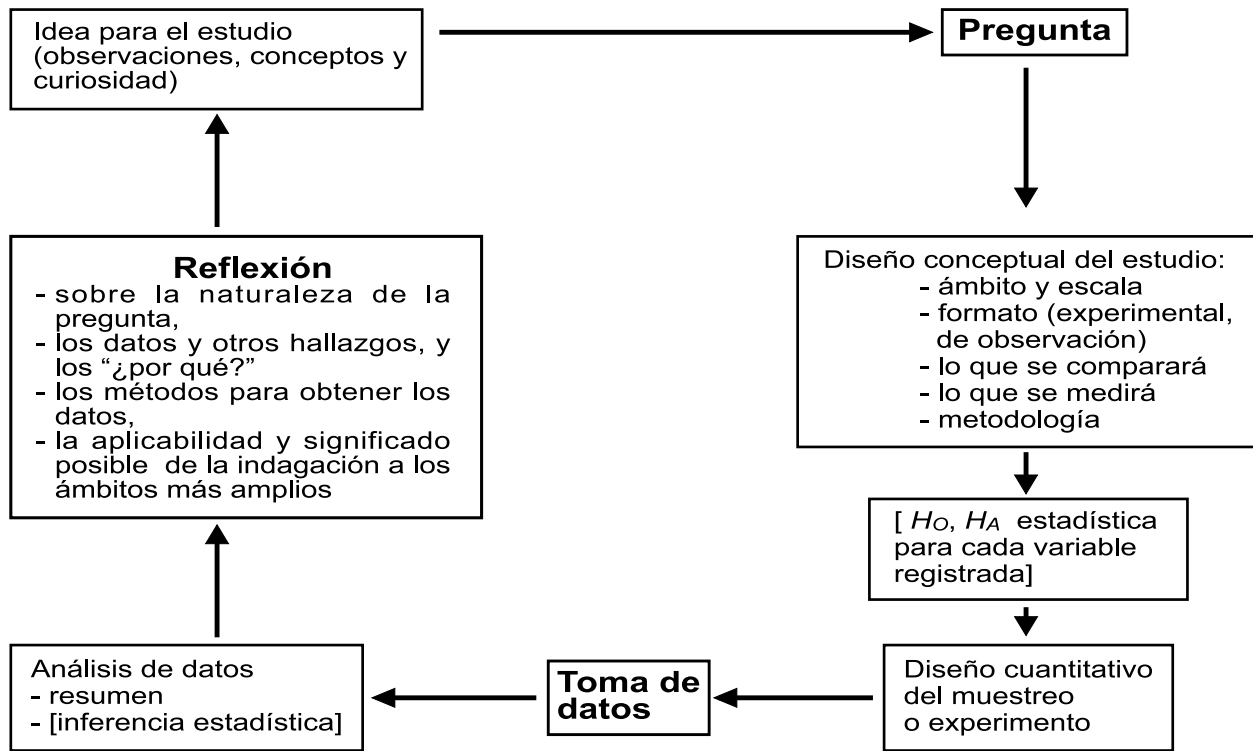 Idea para el estudio
(observaciones, conceptos y
curiosidad)
Pregunta
Diseño conceptual del estudio:
- ámbito y escala
- formato (experimental,
de observación)
- lo que se comparará
- lo que se medirá
- metodología
[ HO, HA estadística
para cada variable
registrada]
Diseño cuantitativo
del muestreo
o experimento
Toma de
datos
Análisis de datos
- resumen
- [inferencia estadística]
Reflexión
- sobre la naturaleza de la
pregunta,
- los datos y otros hallazgos, y
los “¿por qué?”
- los métodos para obtener los
datos,
- la aplicabilidad y significado
posible de la indagación a los
ámbitos más amplios